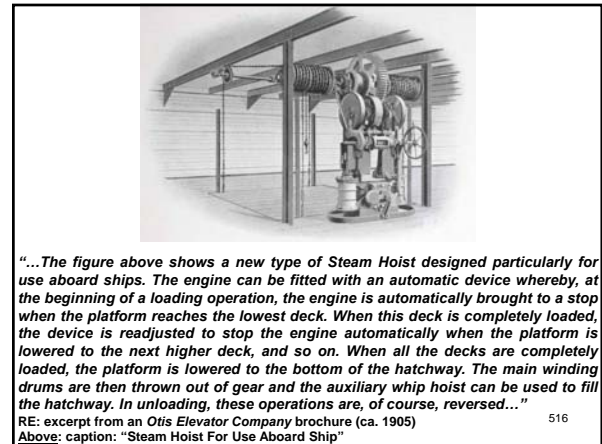 “…The figure above shows a new type of Steam Hoist designed particularly for
use aboard ships. The engine can be fitted with an automatic device whereby, at
the beginning of a loading operation, the engine is automatically brought to a stop
when the platform reaches the lowest deck. When this deck is completely loaded,
the device is readjusted to stop the engine automatically when the platform is
lowered to the next higher deck, and so on. When all the decks are completely
loaded, the platform is lowered to the bottom of the hatchway. The main winding
drums are then thrown out of gear and the auxiliary whip hoist can be used to fill
the hatchway. In unloading, these operations are, of course, reversed…”
RE: excerpt from an Otis Elevator Company brochure (ca. 1905)
Above: caption: “Steam Hoist For Use Aboard Ship”
516